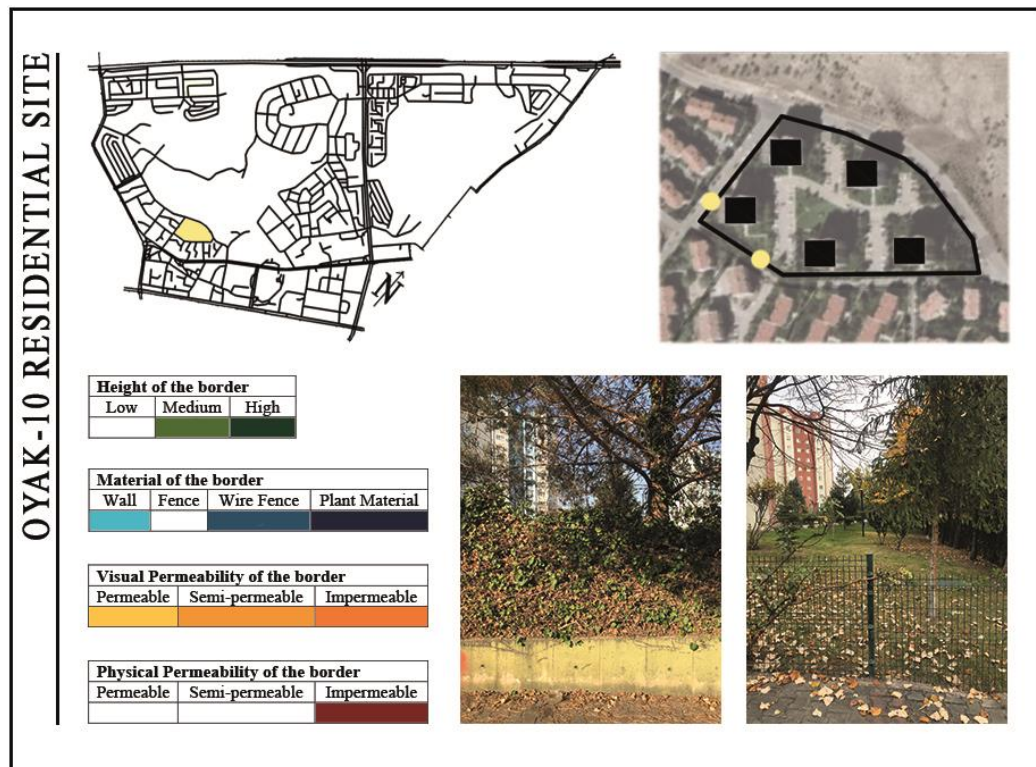 OYAK-10 RESIDENTIAL SITE
N
Height of the border
Low Medium High
Material of the border
Wall Fence Wire Fence Plant Material
Visual Permeability of the border
Permeable Semi-permeable Impermeable
Physical Permeability of the border
Permeable Semi-permeable Impermeable